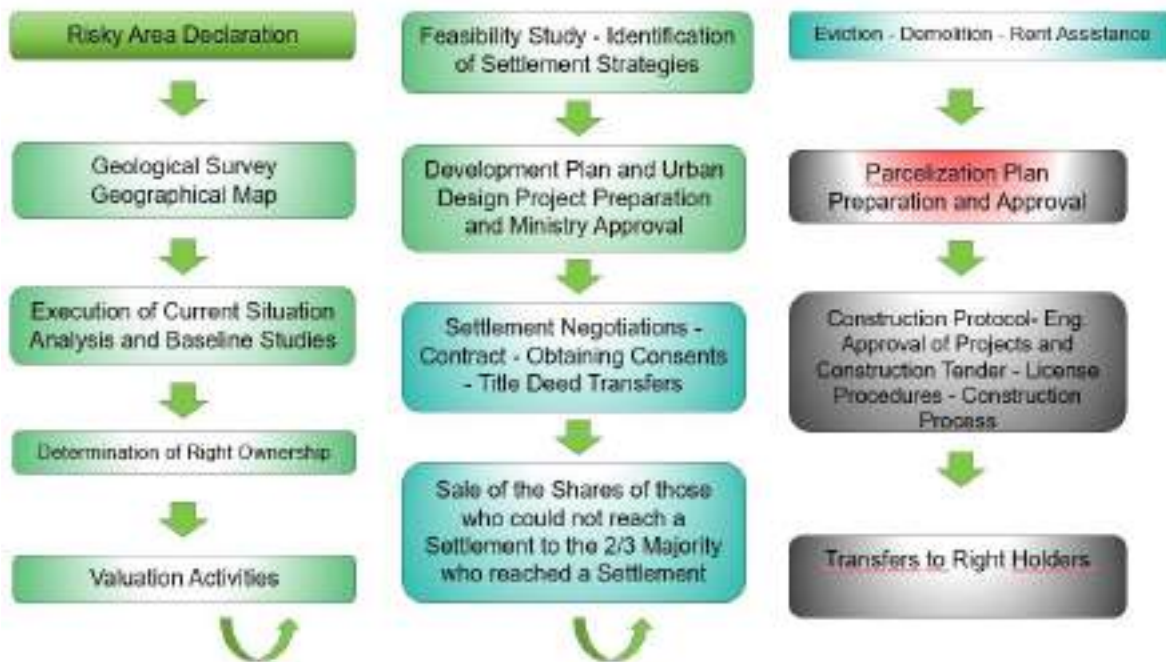 Risky Area Declaration
Geological Survey
Geographical Map
Execution of Current Situation
Analysis and Baseline Studies
Determination of Right Ownership
Valuation Activities
Feasibility Study - Identification
of Settlement Strategies
Development Plan and Urban
Design Project Preparation
and Ministry Approval
Settlement Negotiations -
Contract - Obtaining Consents
- Title Deed Transfers
Sale of the Shares of those
who could not reach a
Settlement to the 2/3 Majority
who reached a Settlement
Eviction - Demolition - Rent Assistance
Parcelization Plan
Preparation and Approval
Construction Protocol- Eng.
Approval of Projects and
Construction Tender - License
Procedures - Construction
Process
Transfers to Right Holders